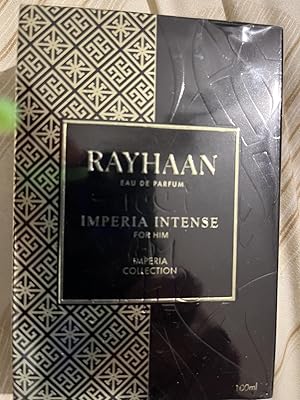 RAYHAAN
EAU DE PARFUM
IMPERIA INTENSE
FOR HIM
IMPERIA
COLLECTION
100ml